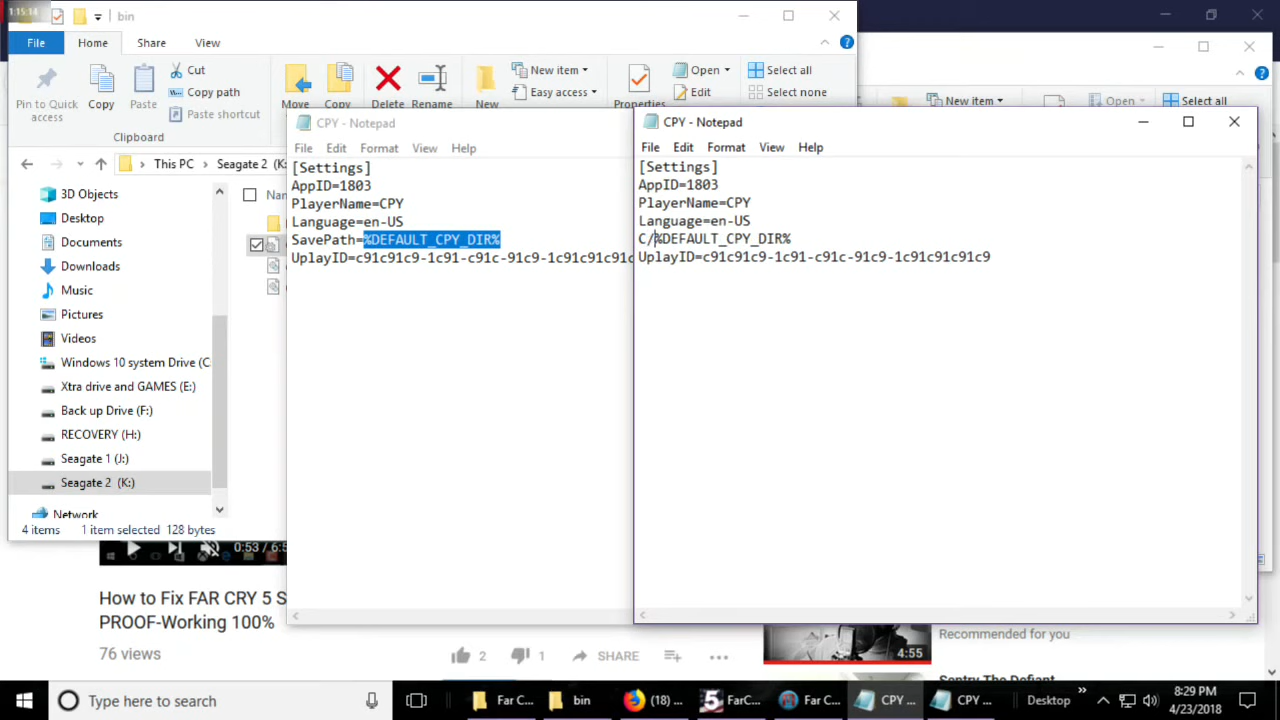 1:15:14
bin
File
Home
Share
View
Pin to Quick access
Copy
Paste
Cut
Copy path
Paste shortcut
Clipboard
Move
Copy
Delete
Rename
New
New item
Easy access
Properties
Open
Edit
Select all
Select none
New item
Open
Select all
This PC
Seagate 2 (K:
3D Objects
Desktop
Documents
Downloads
Music
Pictures
Videos
Windows 10 system Drive (C:
Xtra drive and GAMES (E:)
Back up Drive (F:)
RECOVERY (H:)
Seagate 1 (J:)
Seagate 2 (K:)
Network
4 items
1 item selected 128 bytes
CPY - Notepad
File
Edit
Format
View
Help
[Settings]
AppID=1803
PlayerName=CPY
Language=en-US
SavePath=%DEFAULT_CPY_DIR%
UplayID=c91c91c9-1c91-c91c-91c9-1c91c91c91c
CPY - Notepad
File
Edit
Format
View
Help
[Settings]
AppID=1803
PlayerName=CPY
Language=en-US
C/%DEFAULT_CPY_DIR%
UplayID=c91c91c9-1c91-c91c-91c9-1c91c91c91c9
0:53 / 6:5
How to Fix FAR CRY 5 S
PROOF-Working 100%
76 views
2
1
SHARE
4:55
Recommended for you
Sentry The Defiant
Type here to search
Far C...
bin
(18) ...
FarC...
Far C...
CPY ...
CPY ...
Desktop
8:29 PM
4/23/2018